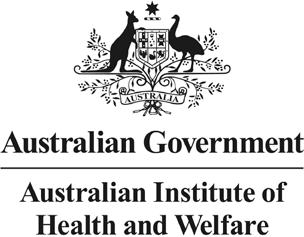 AUSTRALIA
Australian Government
Australian Institute of
Health and Welfare